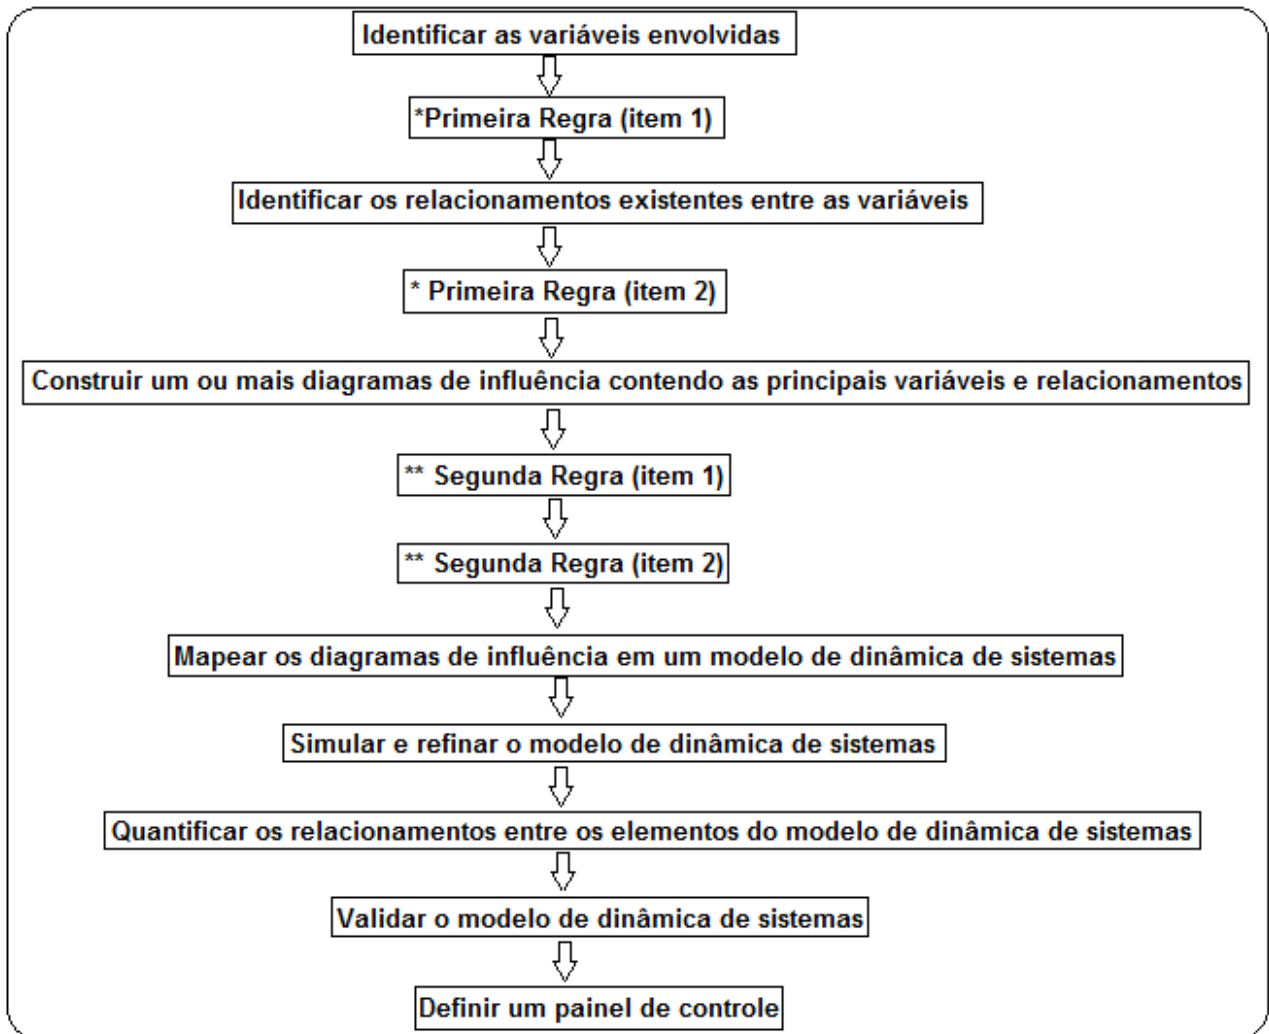 Identificar as variáveis envolvidas
*Primeira Regra (item 1)
Identificar os relacionamentos existentes entre as variáveis
* Primeira Regra (item 2)
Construir um ou mais diagramas de influência contendo as principais variáveis e relacionamentos
** Segunda Regra (item 1)
** Segunda Regra (item 2)
Mapear os diagramas de influência em um modelo de dinâmica de sistemas
Simular e refinar o modelo de dinâmica de sistemas
Quantificar os relacionamentos entre os elementos do modelo de dinâmica de sistemas
Validar o modelo de dinâmica de sistemas
Definir um painel de controle